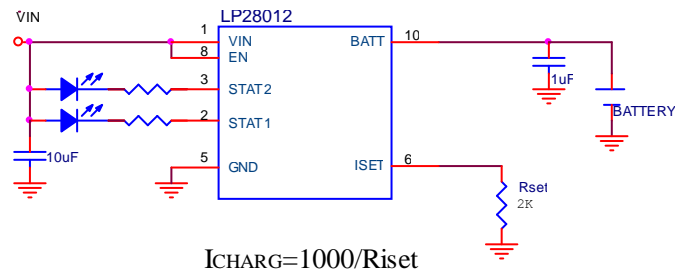 VIN
LP28012
1
VIN
BATT
10
8
EN
3
STAT2
1uF
BATTERY
2
STAT1
10uF
5
GND
ISET
6
Rset
2K
ICHARG=1000/Riset